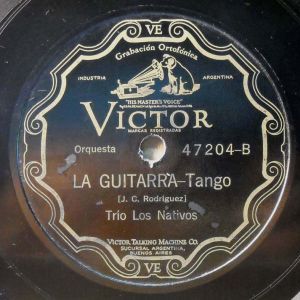 VE
Grabación Ortofónica
INDUSTRIA ARGENTINA
"HIS MASTER'S VOICE"
VICTOR
MARCAS REGISTRADAS
Orquesta 47204-B
LA GUITARRA-Tango
[J. C. Rodriguez]
Trio Los Nativos
VICTOR TALKING MACHINE CO.
SUCURSAL ARGENTINA,
BUENOS AIRES
VE